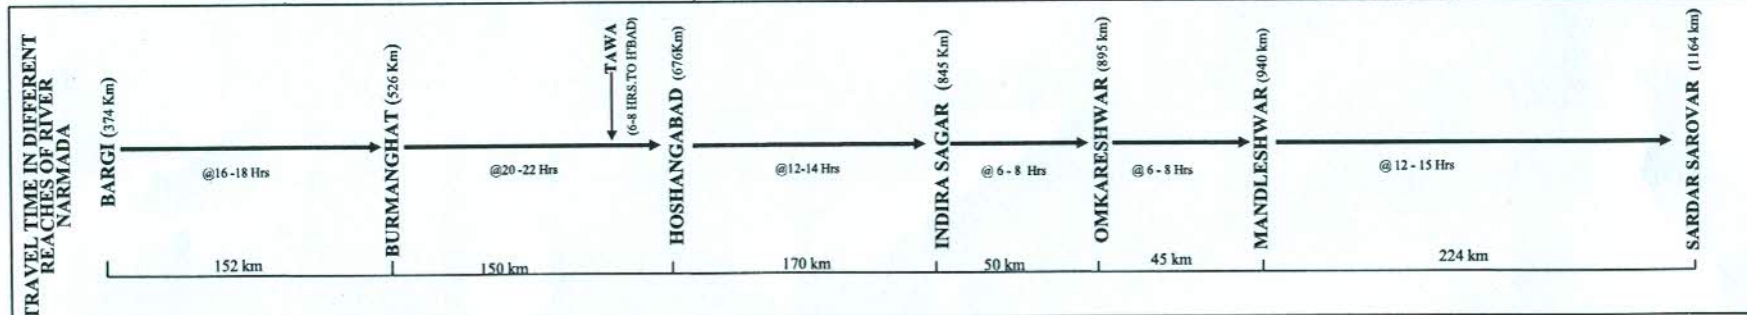 TRAVEL TIME IN DIFFERENT
REACHES OF RIVER
NARMADA
BARGI (374 Km)
@16 -18 Hrs
BURMANGHAT (526 Km)
@20 -22 Hrs
TAWA
(6-8 HRS.TO H'BAD)
HOSHANGABAD (676Km)
@12-14 Hrs
INDIRA SAGAR (845 Km)
@ 6 - 8 Hrs
OMKARESHWAR (895 km)
@ 6 - 8 Hrs
MANDLESHWAR (940 km)
@ 12 - 15 Hrs
SARDAR SAROVAR (1164 km)
152 km
150 km
170 km
50 km
45 km
224 km